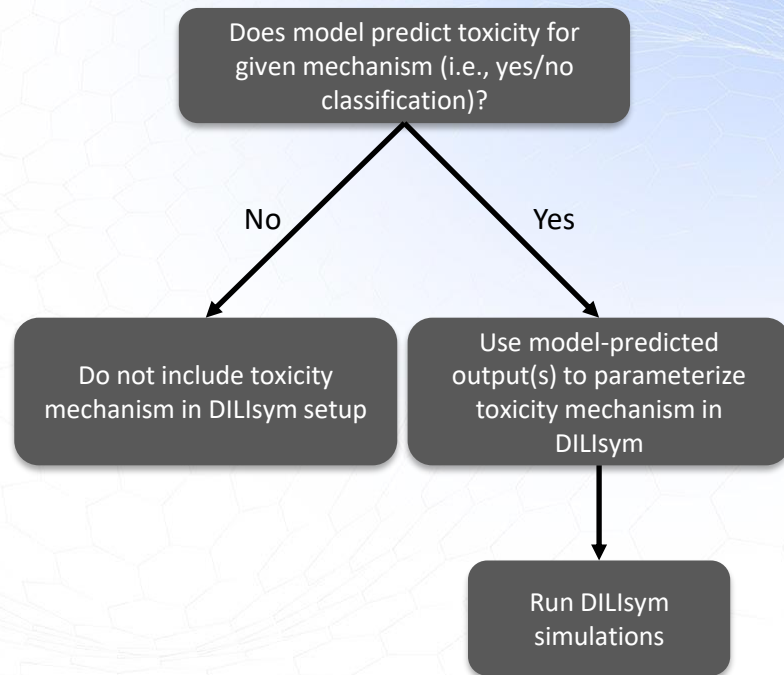 Does model predict toxicity for
given mechanism (i.e., yes/no
classification)?
No
Yes
Do not include toxicity
mechanism in DILIsym setup
Use model-predicted
output(s) to parameterize
toxicity mechanism in
DILIsym
Run DILIsym
simulations